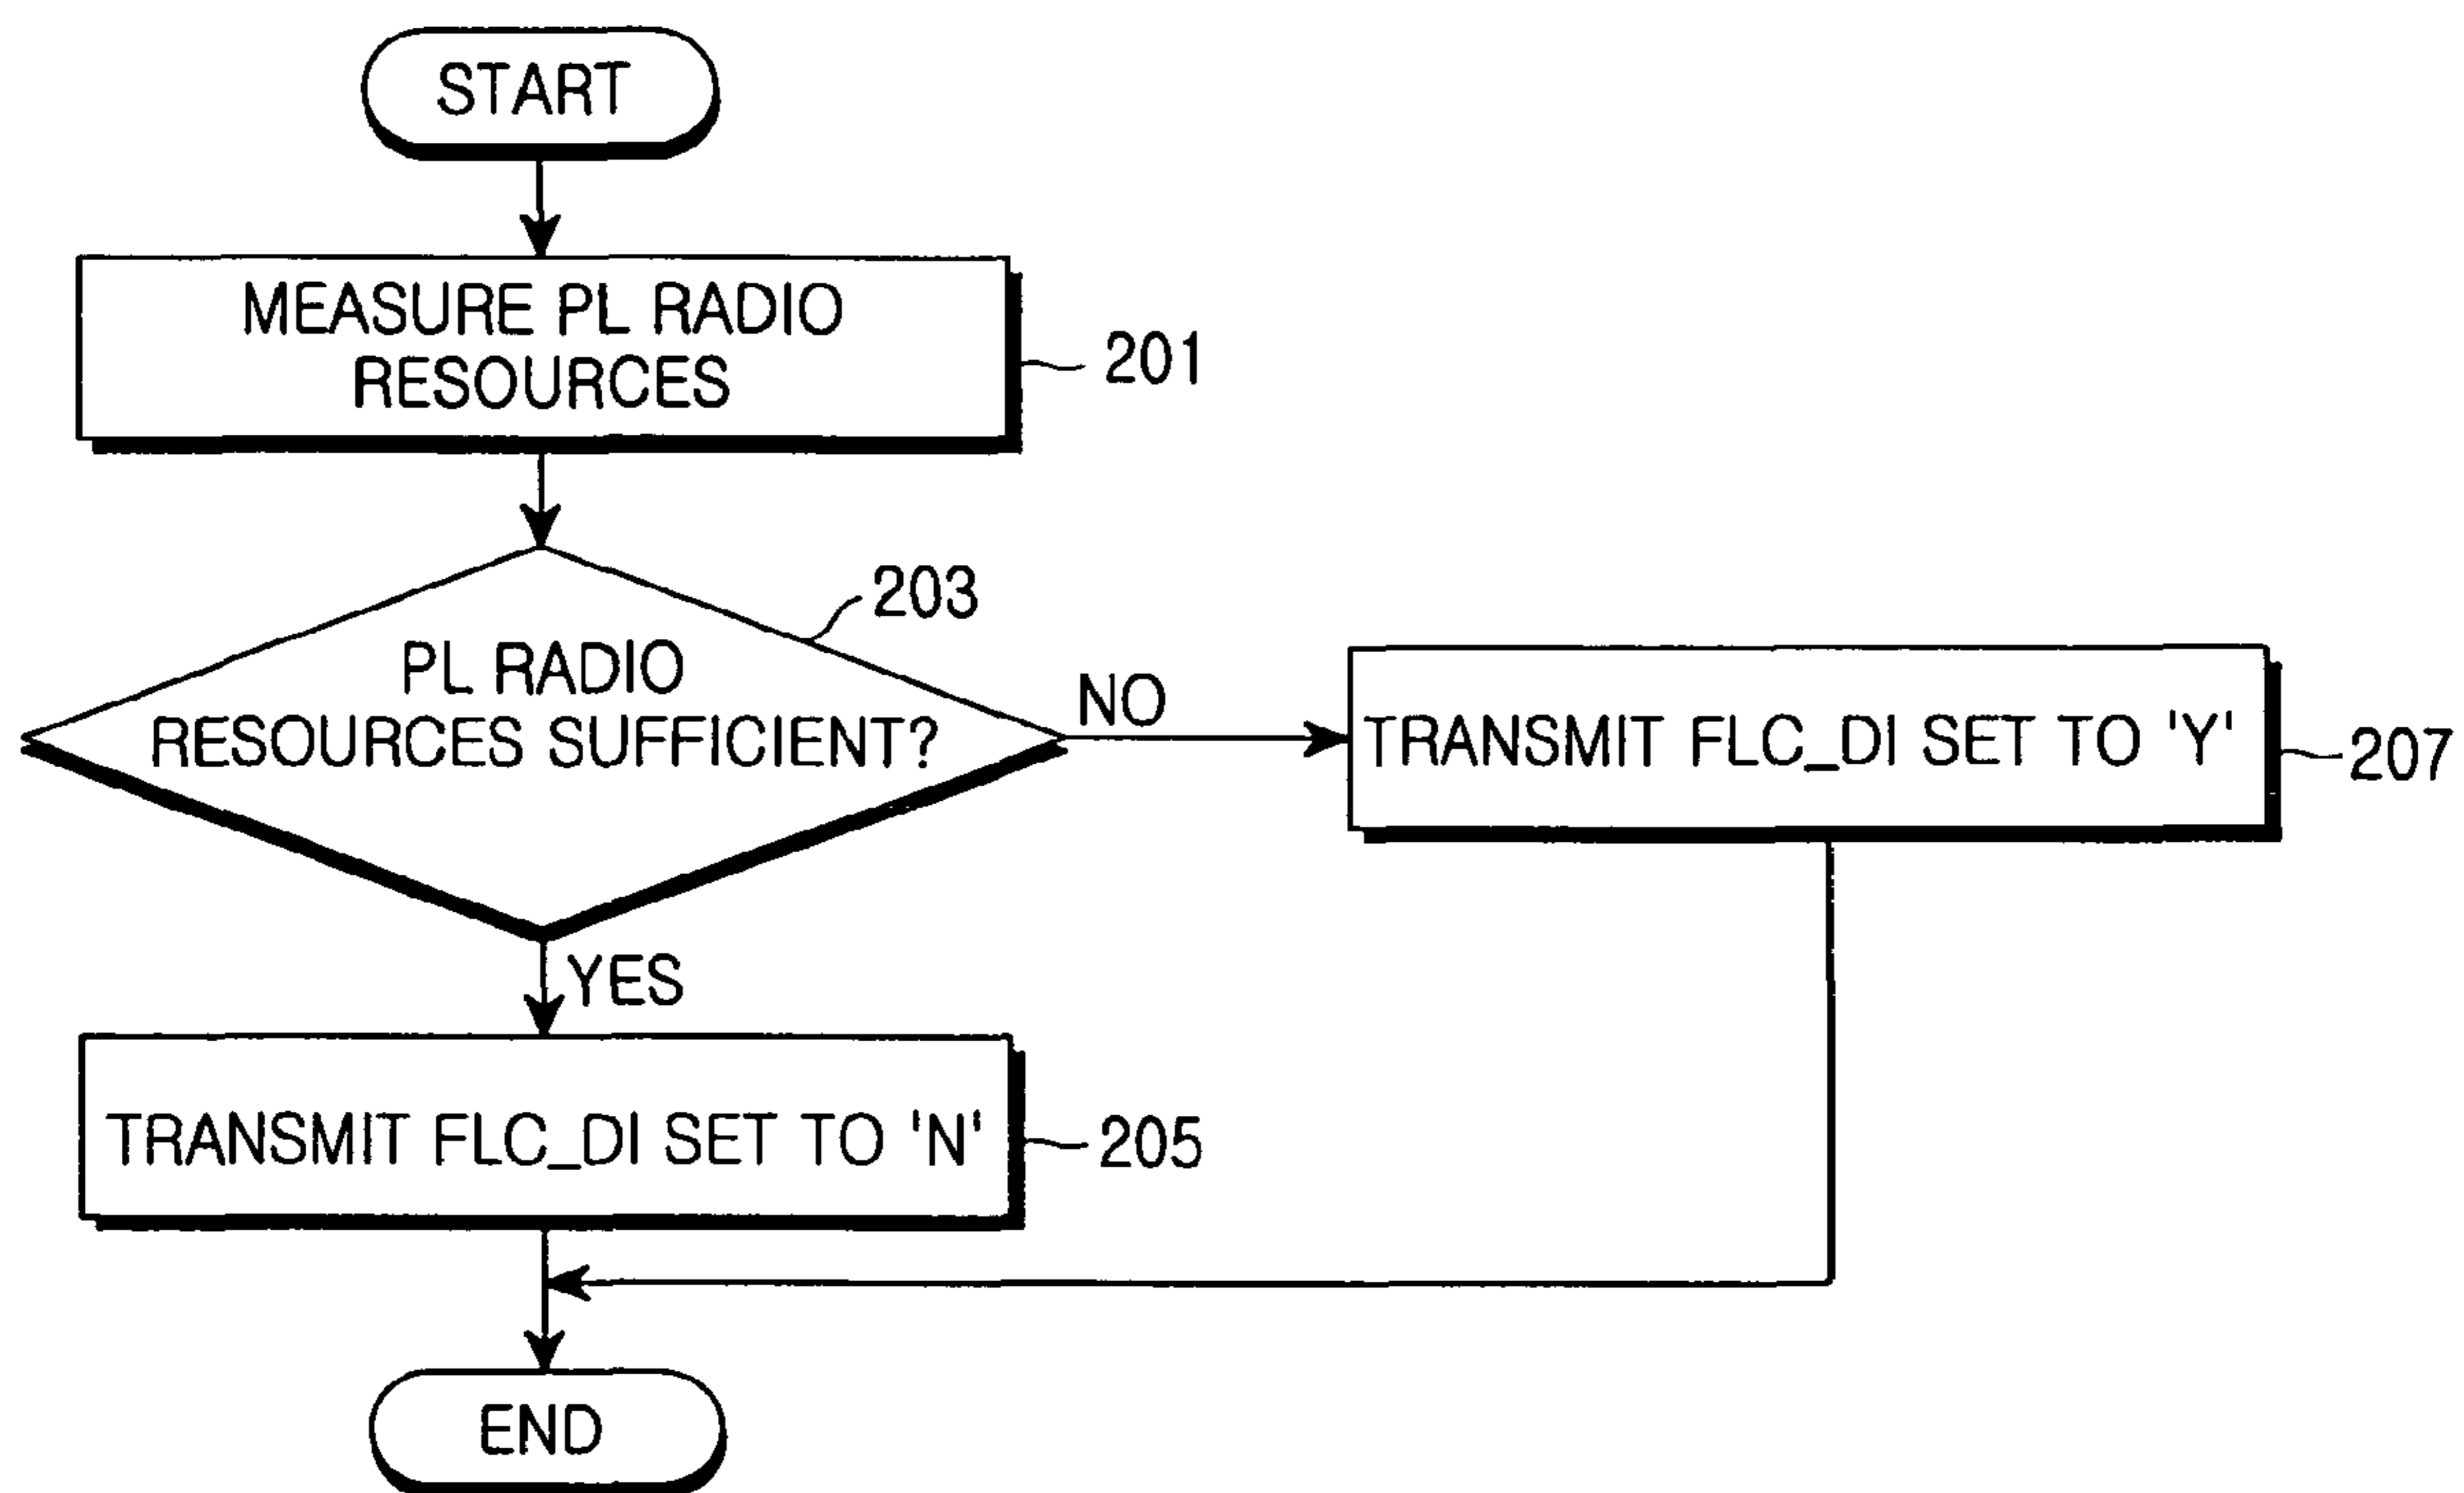 START
MEASURE PL RADIO
RESOURCES
201
203
PL RADIO
RESOURCES SUFFICIENT?
NO
TRANSMIT FLC_DI SET TO 'Y'
207
YES
TRANSMIT FLC_DI SET TO 'N'
205
END